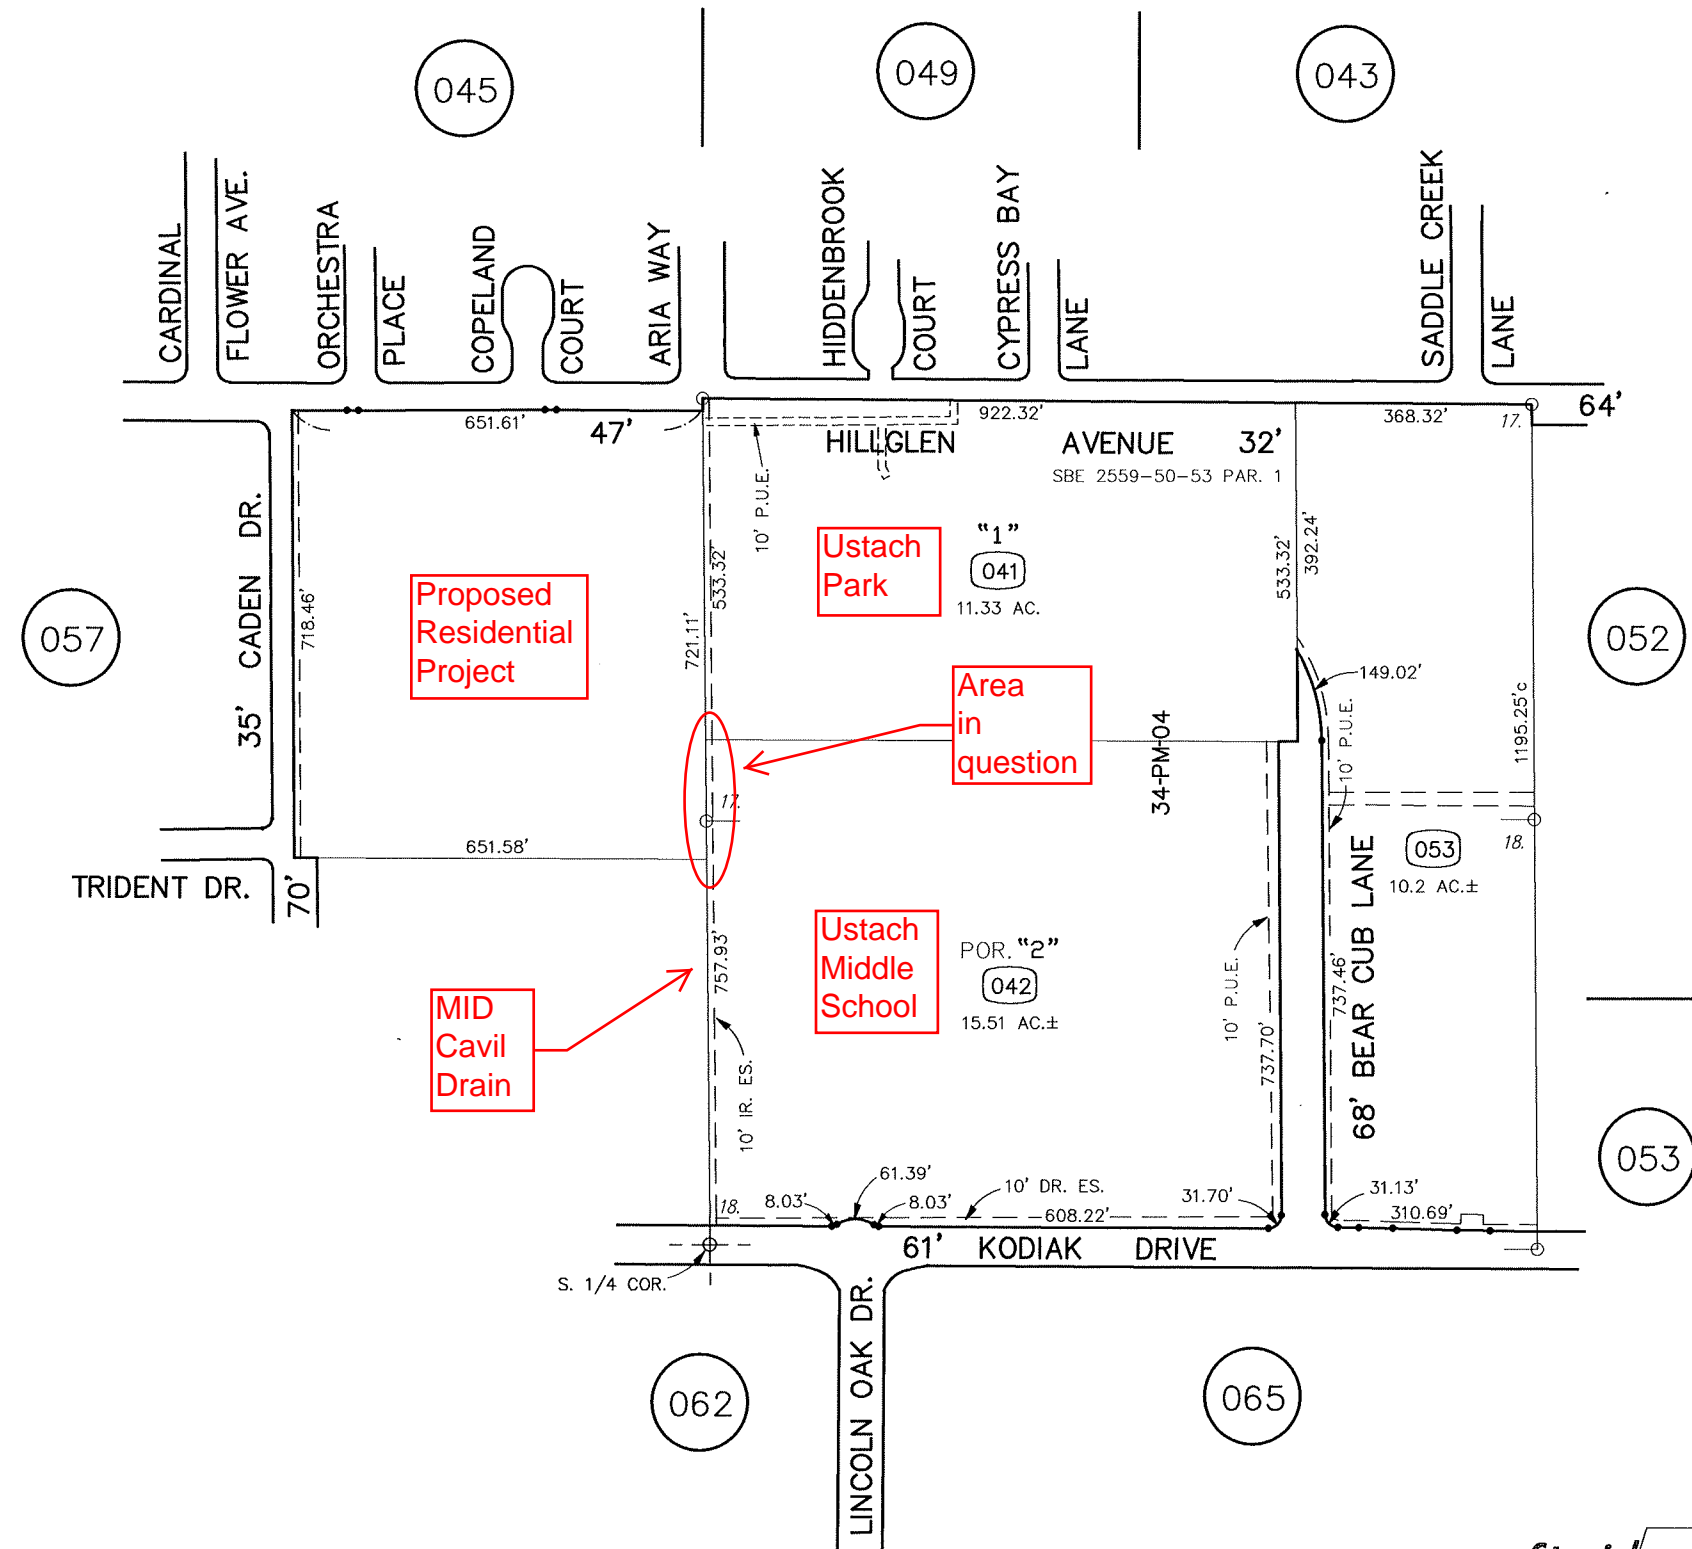 045
049
043
CARDINAL
FLOWER AVE.
ORCHESTRA
PLACE
COPELAND
COURT
ARIA WAY
HIDDENBROOK
COURT
CYPRESS BAY
LANE
SADDLE CREEK
LANE
651.61'
47'
922.32'
368.32'
17.
64'
HILLGLEN AVENUE 32'
SBE 2559-50-53 PAR. 1
10' P.U.E.
35' CADEN DR.
718.46'
533.32'
721.11'
533.32'
392.24'
Proposed
Residential
Project
Ustach
Park
"1"
041
11.33 AC.
057
052
149.02'
10' P.U.E.
1195.25'c
Area
in
question
34-PM-04
17.
18.
651.58'
TRIDENT DR.
70'
053
10.2 AC.±
68' BEAR CUB LANE
Ustach
Middle
School
POR. "2"
042
15.51 AC.±
757.93'
10' P.U.E.
737.46'
737.70'
MID
Cavil
Drain
10' IR. ES.
053
18.
8.03'
61.39'
8.03'
10' DR. ES.
608.22'
31.70'
31.13'
310.69'
61' KODIAK DRIVE
S. 1/4 COR.
LINCOLN OAK DR.
062
065